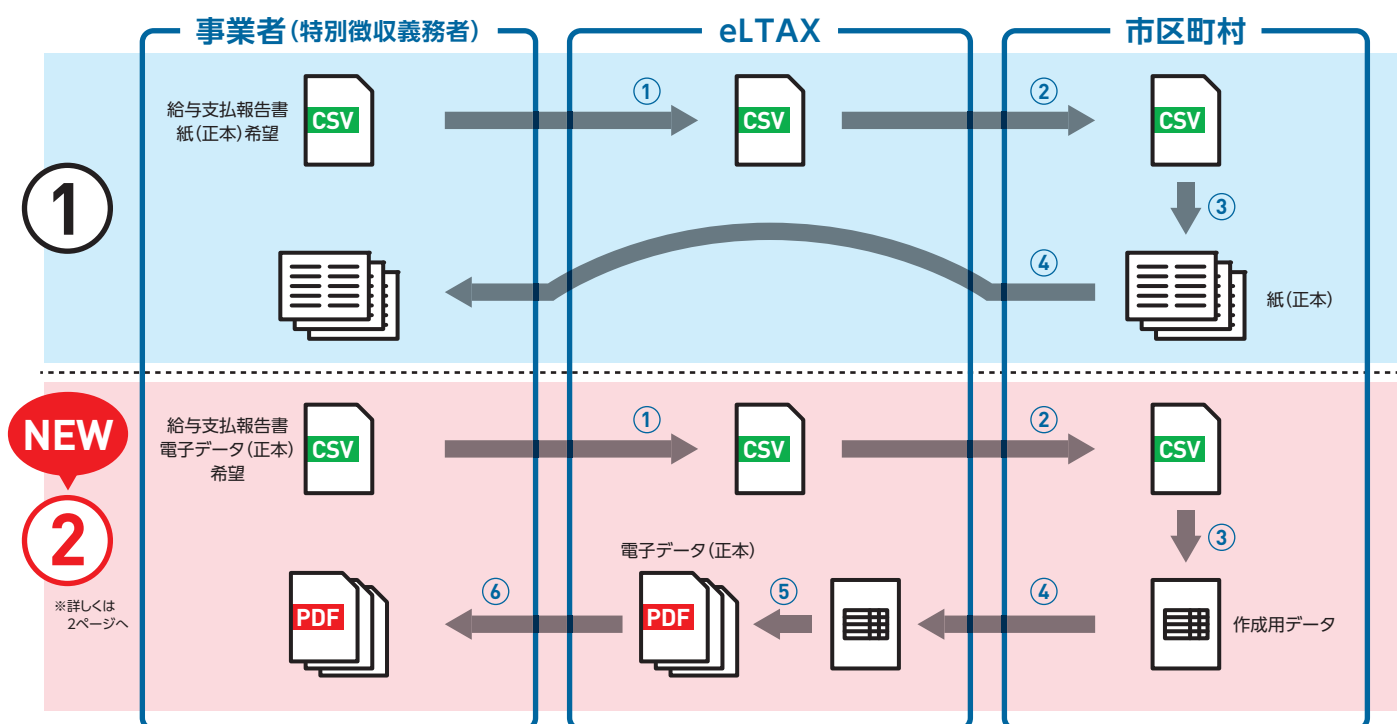 事業者(特別徴収義務者)
eLTAX
市区町村
①
給与支払報告書
紙(正本)希望
CSV
①
CSV
②
CSV
③
④
紙(正本)
NEW
②
※詳しくは
2ページへ
給与支払報告書
電子データ(正本)
希望
CSV
①
CSV
②
CSV
③
電子データ(正本)
PDF
⑥
PDF
⑤
④
作成用データ